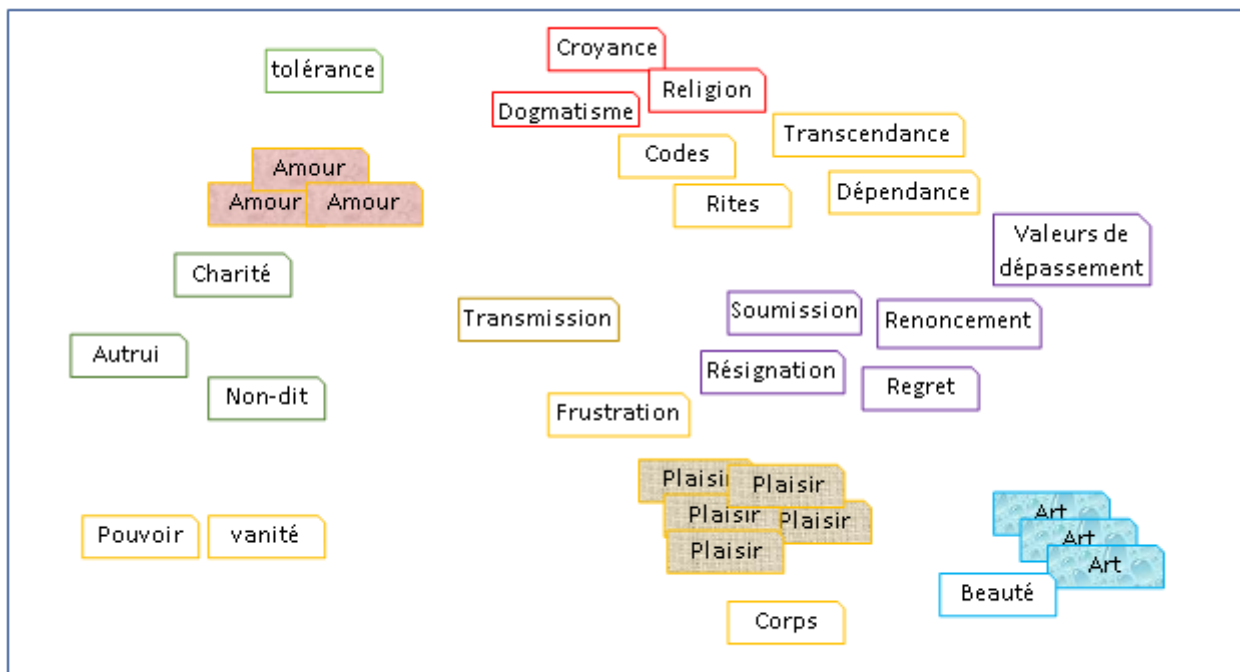 Croyance
tolérance
Religion
Dogmatisme
Transcendance
Codes
Amour
Amour
Amour
Rites
Dépendance
Valeurs de
dépassement
Charité
Transmission
Soumission
Renoncement
Autrui
Résignation
Regret
Non-dit
Frustration
Plaisir
Plaisir
Plaisir
Plaisir
Plaisir
Art
Art
Art
Pouvoir
vanité
Beauté
Corps